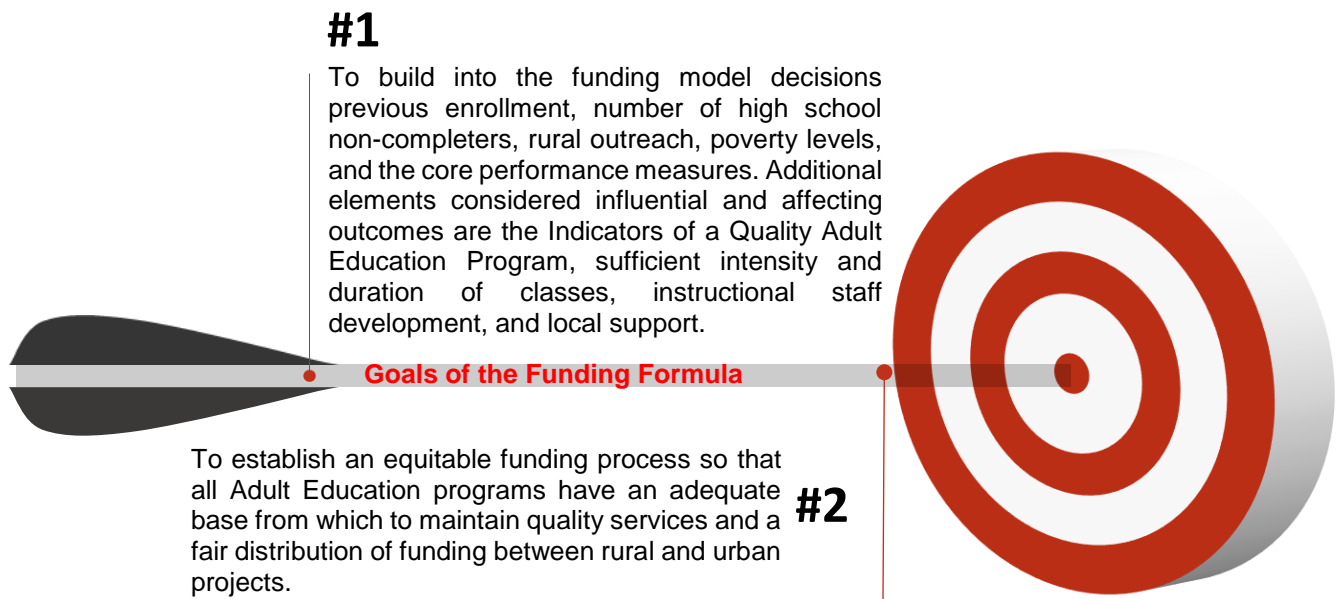 #1
To build into the funding model decisions
previous enrollment, number of high school
non-completers, rural outreach, poverty levels,
and the core performance measures. Additional
elements considered influential and affecting
outcomes are the Indicators of a Quality Adult
Education Program, sufficient intensity and
duration of classes, instructional staff
development, and local support.
Goals of the Funding Formula
To establish an equitable funding process so that
all Adult Education programs have an adequate
base from which to maintain quality services and a
fair distribution of funding between rural and urban
projects.
#2